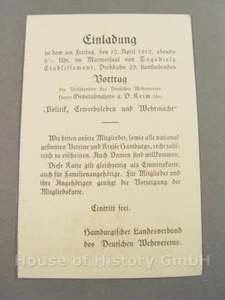 Einladung
zu dem am Freitag, den 12. April 1912, abends
8½ Uhr, im Marmorsaal von Sagebiels
Etablissement, Drehbahn 23, stattfindenden
Vortrag
des Vorsitzenden des Deutschen Wehrvereins
Herrn Generalmajors a. D. Keim über
„Politik, Erwerbsleben und Wehrmacht“
Wir bitten unsere Mitglieder, sowie alle national
gesinnten Vereine und Kreise Hamburgs, recht zahl-
reich zu erscheinen. Auch Damen sind willkommen.
Diese Karte gilt gleichzeitig als Eintrittskarte,
auch für Familienangehörige. Für Mitglieder und
ihre Angehörigen genügt die Vorzeigung der
Mitgliedskarte.
Eintritt frei.
Hamburgischer Landesverband
des Deutschen Wehrvereins.
House of History GmbH